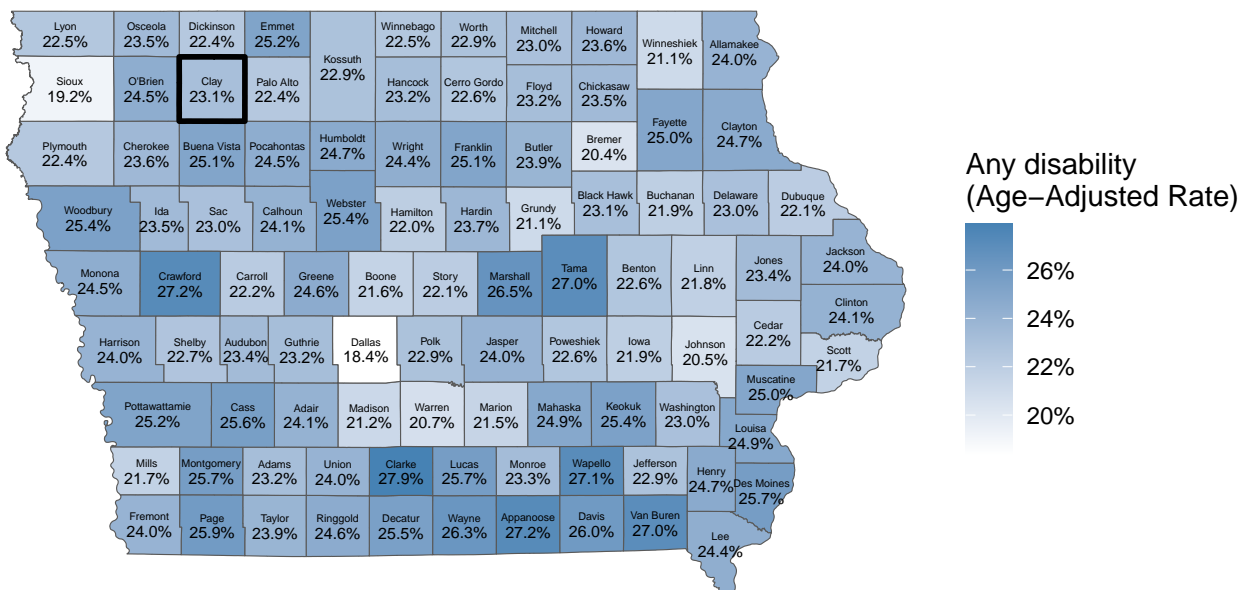 Lyon
22.5%
Osceola
23.5%
Dickinson
22.4%
Emmet
25.2%
Kossuth
22.9%
Winnebago
22.5%
Worth
22.9%
Mitchell
23.0%
Howard
23.6%
Winneshiek
21.1%
Allamakee
24.0%
Sioux
19.2%
O'Brien
24.5%
Clay
23.1%
Palo Alto
22.4%
Hancock
23.2%
Cerro Gordo
22.6%
Floyd
23.2%
Chickasaw
23.5%
Fayette
25.0%
Clayton
24.7%
Plymouth
22.4%
Cherokee
23.6%
Buena Vista
25.1%
Pocahontas
24.5%
Humboldt
24.7%
Wright
24.4%
Franklin
25.1%
Butler
23.9%
Bremer
20.4%
Woodbury
25.4%
Ida
23.5%
Sac
23.0%
Calhoun
24.1%
Webster
25.4%
Hamilton
22.0%
Hardin
23.7%
Grundy
21.1%
Black Hawk
23.1%
Buchanan
21.9%
Delaware
23.0%
Dubuque
22.1%
Monona
24.5%
Crawford
27.2%
Carroll
22.2%
Greene
24.6%
Boone
21.6%
Story
22.1%
Marshall
26.5%
Tama
27.0%
Benton
22.6%
Linn
21.8%
Jones
23.4%
Jackson
24.0%
Clinton
24.1%
Harrison
24.0%
Shelby
22.7%
Audubon
23.4%
Guthrie
23.2%
Dallas
18.4%
Polk
22.9%
Jasper
24.0%
Poweshiek
22.6%
Iowa
21.9%
Johnson
20.5%
Cedar
22.2%
Scott
21.7%
Muscatine
25.0%
Pottawattamie
25.2%
Cass
25.6%
Adair
24.1%
Madison
21.2%
Warren
20.7%
Marion
21.5%
Mahaska
24.9%
Keokuk
25.4%
Washington
23.0%
Louisa
24.9%
Mills
21.7%
Montgomery
25.7%
Adams
23.2%
Union
24.0%
Clarke
27.9%
Lucas
25.7%
Monroe
23.3%
Wapello
27.1%
Jefferson
22.9%
Henry
24.7%
Des Moines
25.7%
Fremont
24.0%
Page
25.9%
Taylor
23.9%
Ringgold
24.6%
Decatur
25.5%
Wayne
26.3%
Appanoose
27.2%
Davis
26.0%
Van Buren
27.0%
Lee
24.4%
Any disability
(Age−Adjusted Rate)
26%
24%
22%
20%